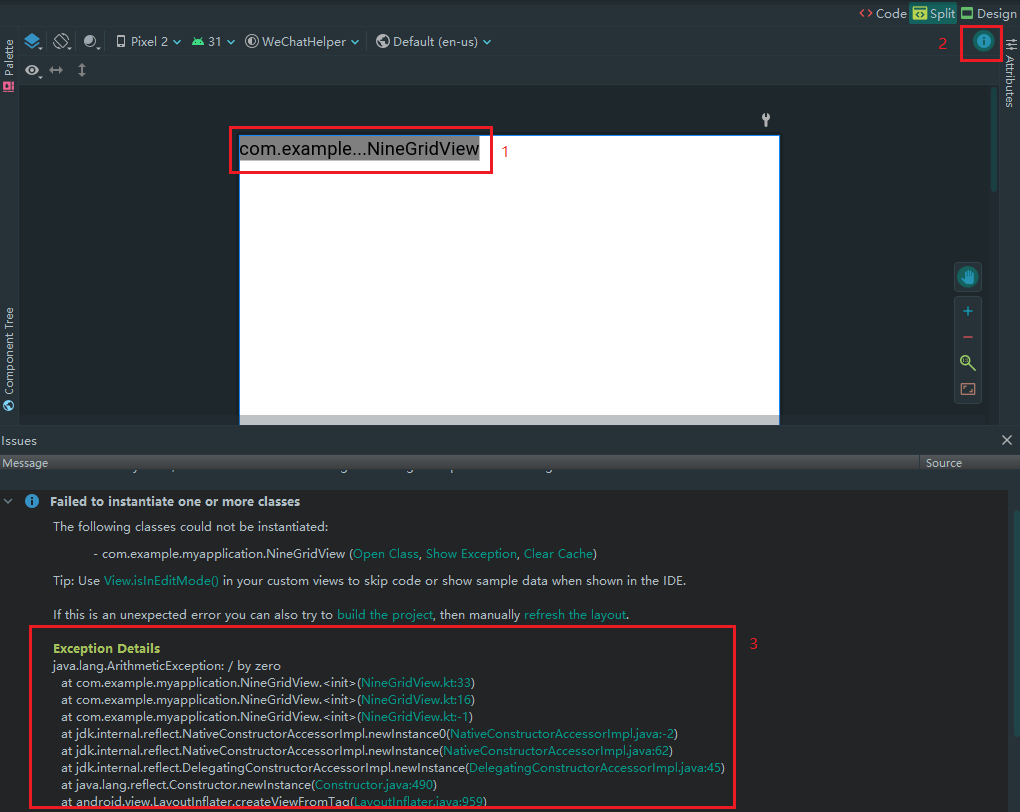 Code Split Design
Palette
Pixel 2 31 WeChatHelper Default (en-us)
2
Attributes
com.example...NineGridView
1
Component Tree
Issues
Message Source
Failed to instantiate one or more classes
The following classes could not be instantiated:
- com.example.myapplication.NineGridView (Open Class, Show Exception, Clear Cache)
Tip: Use View.isInEditMode() in your custom views to skip code or show sample data when shown in the IDE.
If this is an unexpected error you can also try to build the project, then manually refresh the layout.
Exception Details
3
java.lang.ArithmeticException: / by zero
at com.example.myapplication.NineGridView.<init>(NineGridView.kt:33)
at com.example.myapplication.NineGridView.<init>(NineGridView.kt:16)
at com.example.myapplication.NineGridView.<init>(NineGridView.kt:-1)
at jdk.internal.reflect.NativeConstructorAccessorImpl.newInstance0(NativeConstructorAccessorImpl.java:-2)
at jdk.internal.reflect.NativeConstructorAccessorImpl.newInstance(NativeConstructorAccessorImpl.java:62)
at jdk.internal.reflect.DelegatingConstructorAccessorImpl.newInstance(DelegatingConstructorAccessorImpl.java:45)
at java.lang.reflect.Constructor.newInstance(Constructor.java:490)
at android.view.LayoutInflater.createViewFromTag(LayoutInflater.java:959)